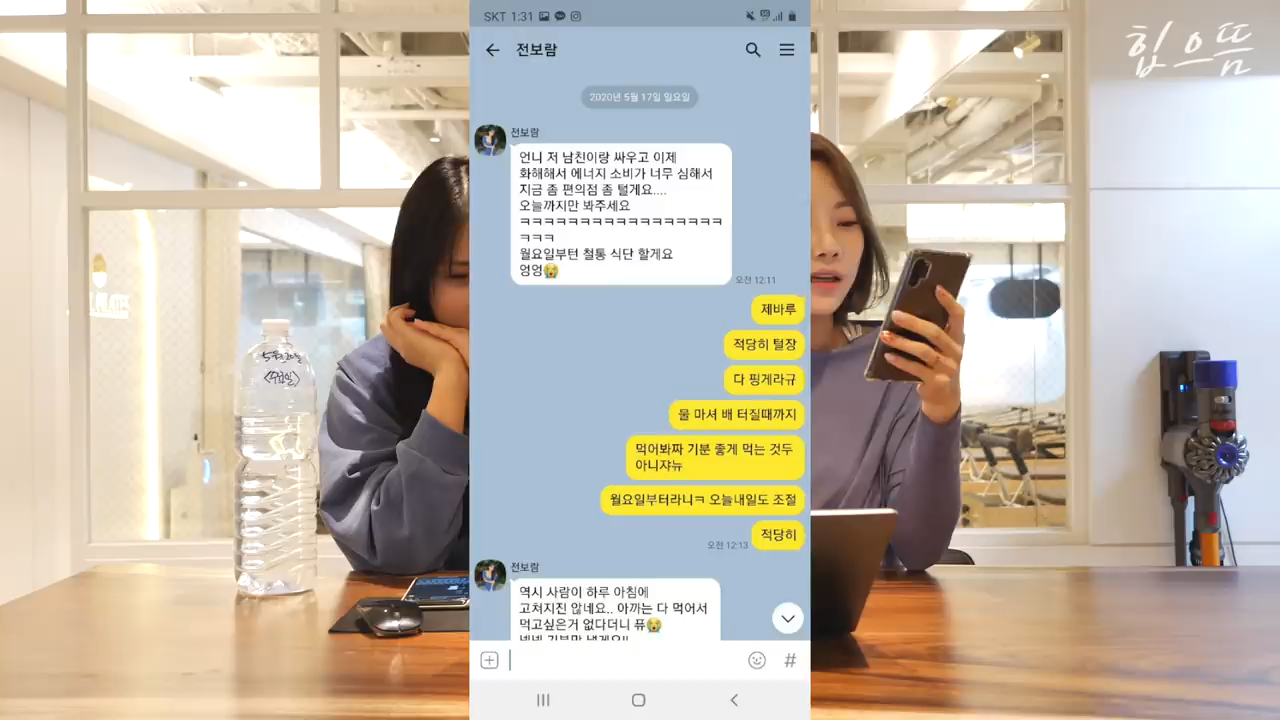 SKT 1:31
힙으뜸
전보람
2020년 5월 17일 일요일
전보람
언니 저 남친이랑 싸우고 이제
화해해서 에너지 소비가 너무 심해서
지금 좀 편의점 좀 털게요....
오늘까지만 봐주세요
ㅋㅋㅋㅋㅋㅋㅋㅋㅋㅋㅋㅋㅋㅋㅋㅋㅋ
ㅋㅋㅋ
월요일부턴 철통 식단 할게요
엉엉😭
오전 12:11
제바루
적당히 털장
다 핑게라규
물 마셔 배 터질때까지
먹어봐짜 기분 좋게 먹는 것두
아니쟈뉴
월요일부터라니ㅋ 오늘내일도 조절
적당히
오전 12:13
전보람
역시 사람이 하루 아침에
고쳐지진 않네요.. 아까는 다 먹어서
먹고싶은거 없다더니 퓨😭
#